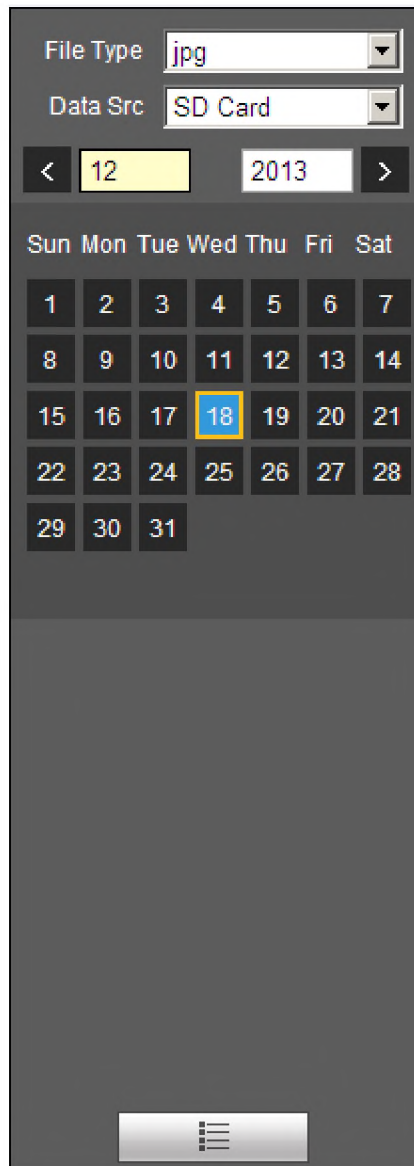 File Type jpg
Data Src SD Card
< 12 2013 >
Sun Mon Tue Wed Thu Fri Sat
1 2 3 4 5 6 7
8 9 10 11 12 13 14
15 16 17 18 19 20 21
22 23 24 25 26 27 28
29 30 31